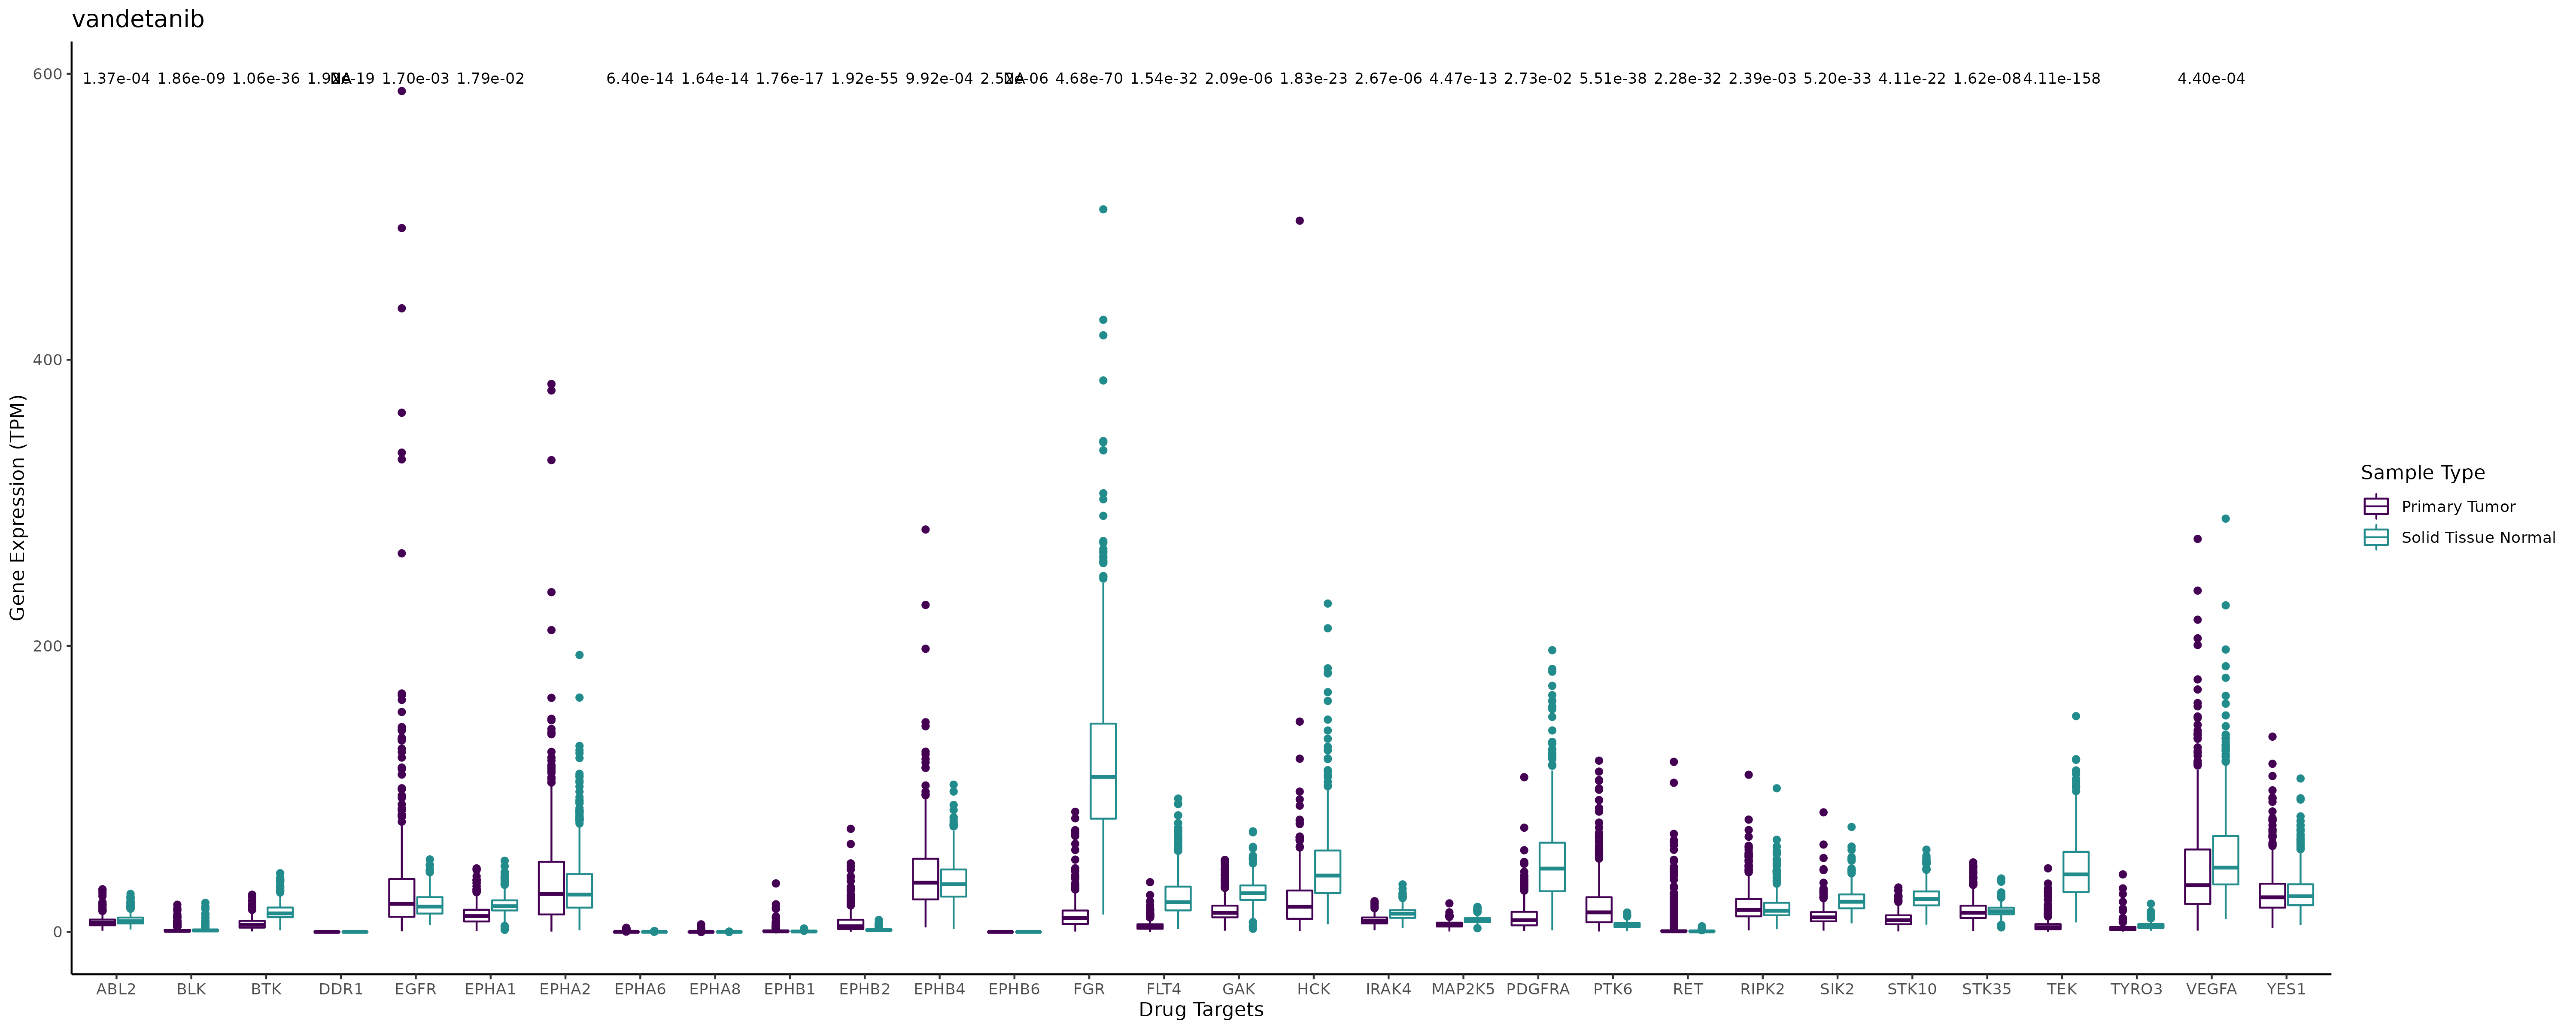 vandetanib
1.37e-04 1.86e-09 1.06e-36 NA 1.70e-03 1.79e-02 6.40e-14 1.64e-14 1.76e-17 1.92e-55 9.92e-04 NA 4.68e-70 1.54e-32 2.09e-06 1.83e-23 2.67e-06 4.47e-13 2.73e-02 5.51e-38 2.28e-32 2.39e-03 5.20e-33 4.11e-22 1.62e-08 4.11e-158 4.40e-04
600
400
200
0
Gene Expression (TPM)
ABL2 BLK BTK DDR1 EGFR EPHA1 EPHA2 EPHA6 EPHA8 EPHB1 EPHB2 EPHB4 EPHB6 FGR FLT4 GAK HCK IRAK4 MAP2K5 PDGFRA PTK6 RET RIPK2 SIK2 STK10 STK35 TEK TYRO3 VEGFA YES1
Drug Targets
Sample Type
Primary Tumor
Solid Tissue Normal